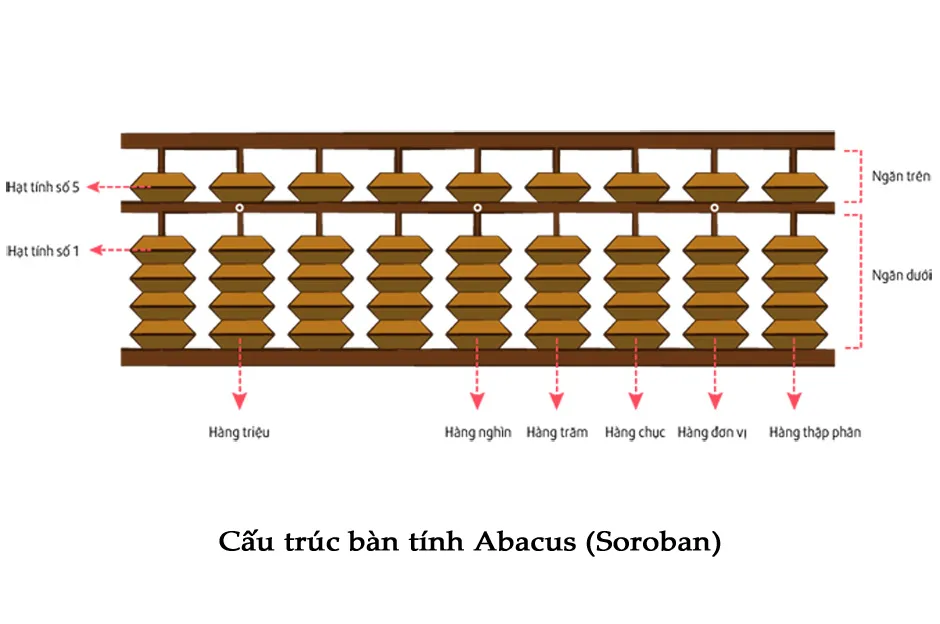 Hạt tính số 5
Ngăn trên
Hạt tính số 1
Ngăn dưới
Hàng triệu
Hàng nghìn
Hàng trăm
Hàng chục
Hàng đơn vị
Hàng thập phân
Cấu trúc bàn tính Abacus (Soroban)